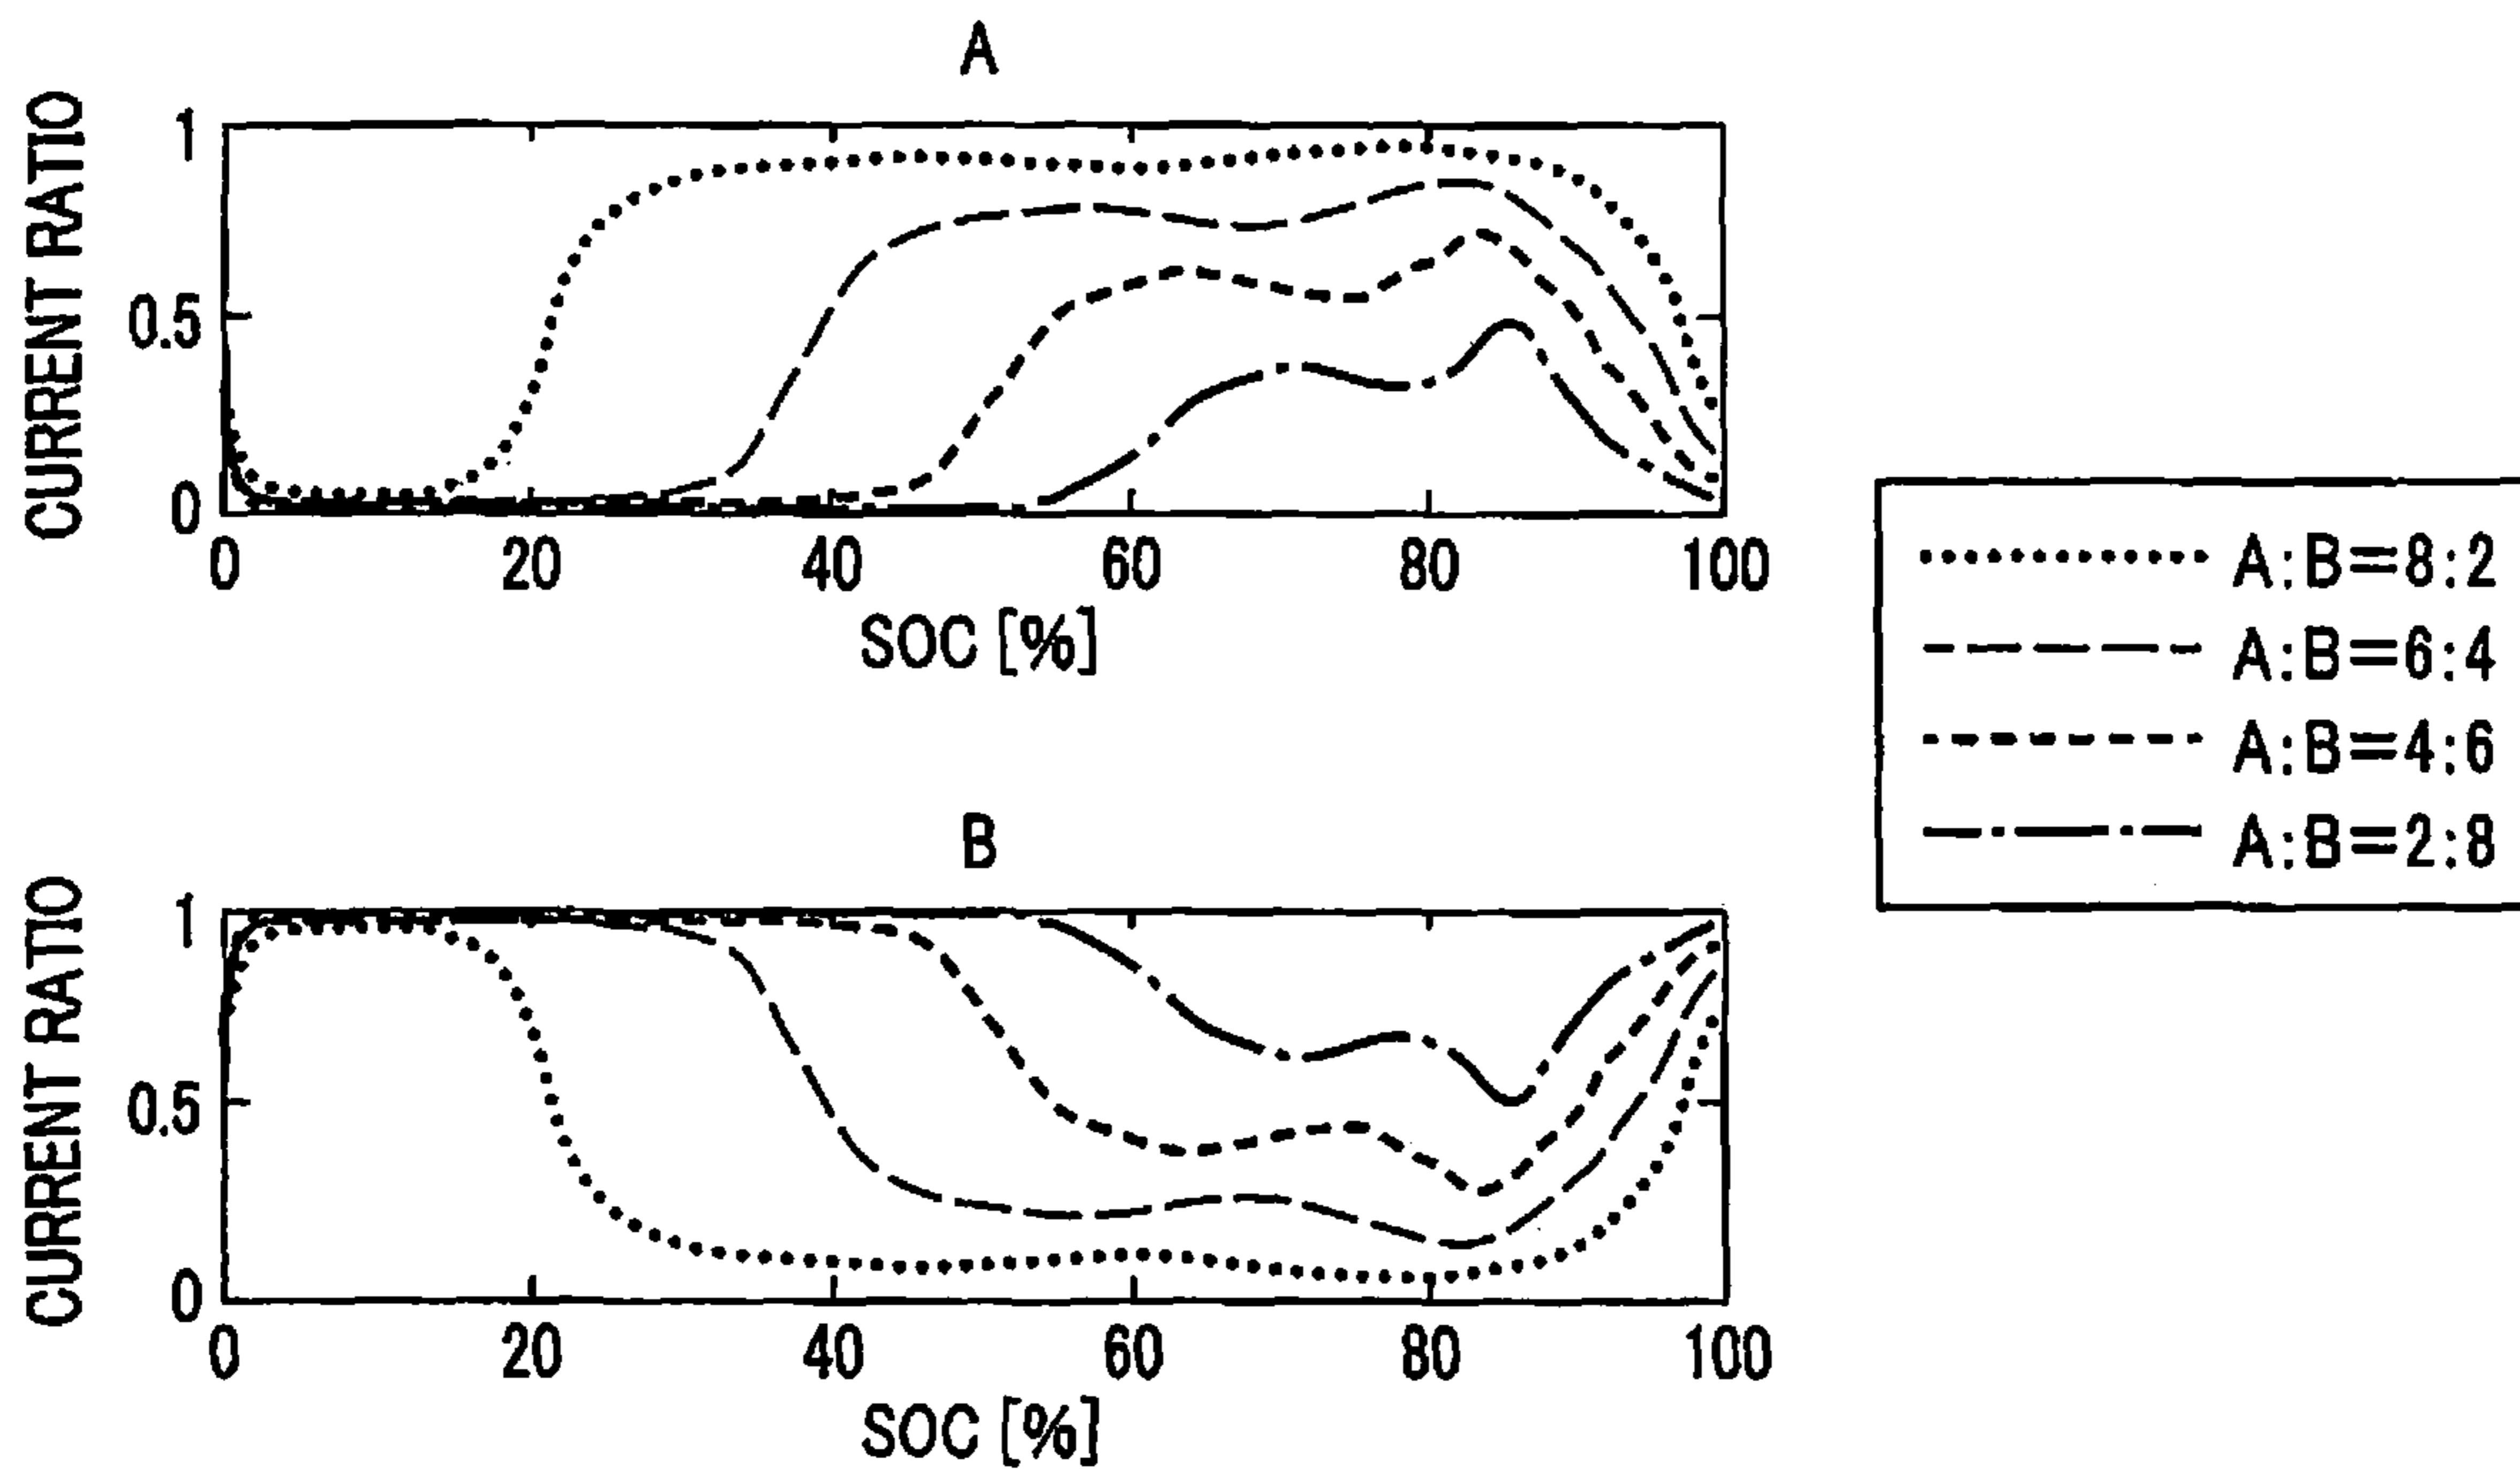 A
CURRENT RATIO
1
0.5
0
0 20 40 60 80 100
SOC [%]
A:B=8:2
A:B=6:4
A:B=4:6
A:B=2:8
B
CURRENT RATIO
1
0.5
0
0 20 40 60 80 100
SOC [%]